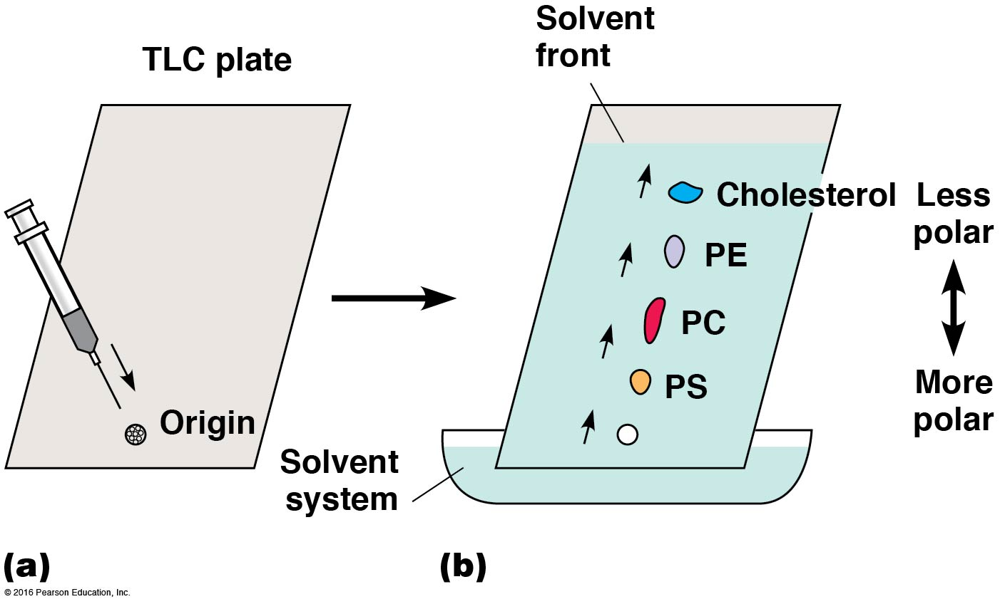 TLC plate
Origin
(a)
© 2016 Pearson Education, Inc.
Solvent
front
Cholesterol
PE
PC
PS
Less
polar
More
polar
Solvent
system
(b)